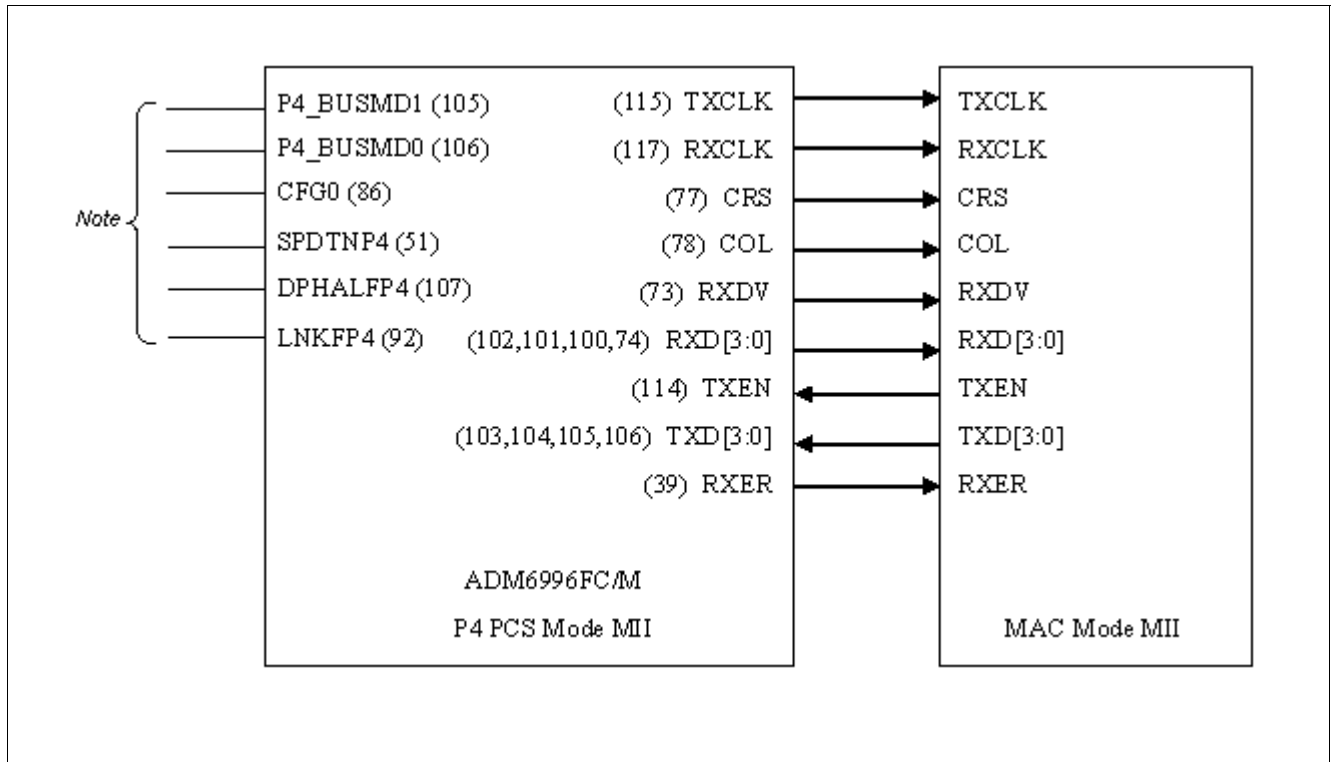 P4_BUSMD1 (105) (115) TXCLK TXCLK
P4_BUSMD0 (106) (117) RXCLK RXCLK
CFG0 (86) (77) CRS CRS
Note
SPDTNP4 (51) (78) COL COL
DPHALFP4 (107) (73) RXDV RXDV
LNKFP4 (92) (102,101,100,74) RXD[3:0] RXD[3:0]
(114) TXEN TXEN
(103,104,105,106) TXD[3:0] TXD[3:0]
(39) RXER RXER
ADM6996FC/M
P4 PCS Mode MII MAC Mode MII